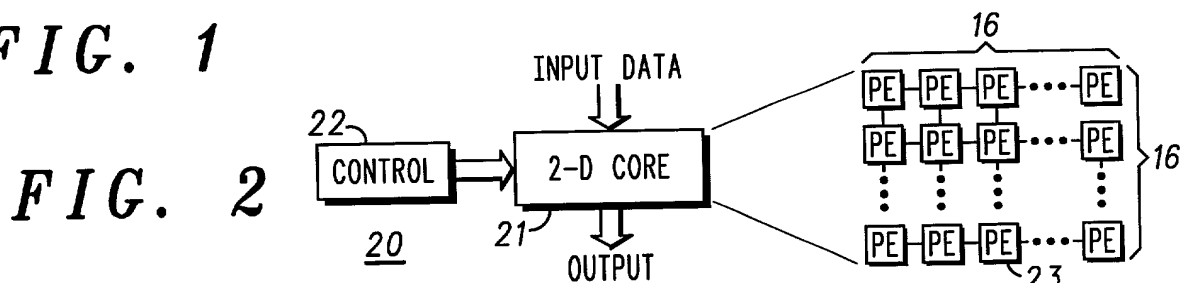 FIG. 1
FIG. 2
20
22
CONTROL
INPUT DATA
2-D CORE
21
OUTPUT
16
PE PE PE PE
PE PE PE PE
PE PE PE PE
16
23